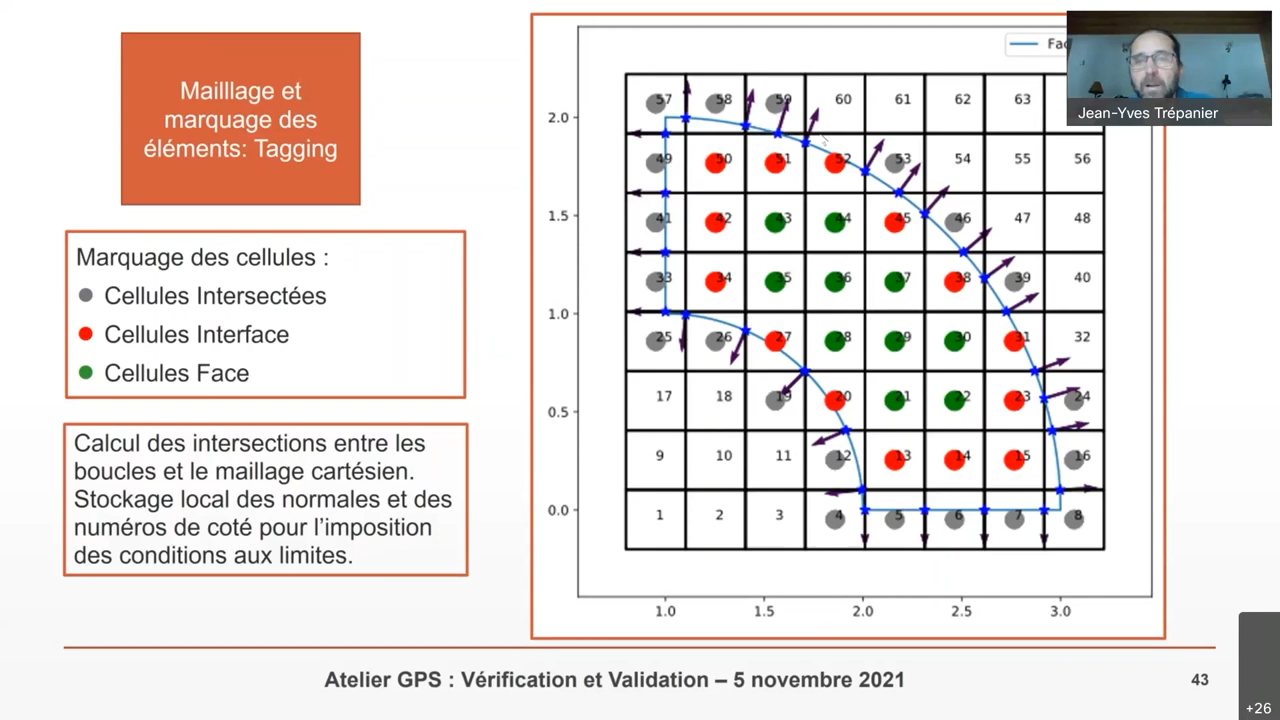 Mailllage et
marquage des
éléments: Tagging
Marquage des cellules :
Cellules Intersectées
Cellules Interface
Cellules Face
Calcul des intersections entre les
boucles et le maillage cartésien.
Stockage local des normales et des
numéros de coté pour l’imposition
des conditions aux limites.
57 58 59 60 61 62 63
49 50 51 52 53 54 55 56
41 42 43 44 45 46 47 48
33 34 35 36 37 38 39 40
25 26 27 28 29 30 31 32
17 18 19 20 21 22 23 24
9 10 11 12 13 14 15 16
1 2 3 4 5 6 7 8
2.0
1.5
1.0
0.5
0.0
1.0 1.5 2.0 2.5 3.0
Jean-Yves Trépanier
Atelier GPS : Vérification et Validation – 5 novembre 2021
43
+26